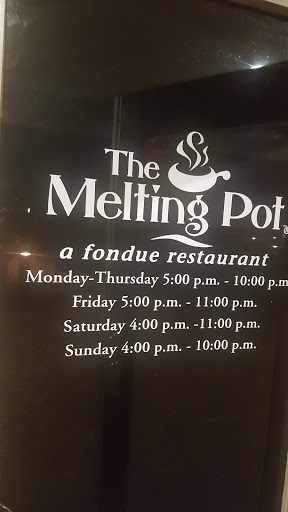 The
Melting Pot
a fondue restaurant
Monday-Thursday 5:00 p.m. - 10:00 p.m
Friday 5:00 p.m. - 11:00 p.m.
Saturday 4:00 p.m. -11:00 p.m.
Sunday 4:00 p.m. - 10:00 p.m.